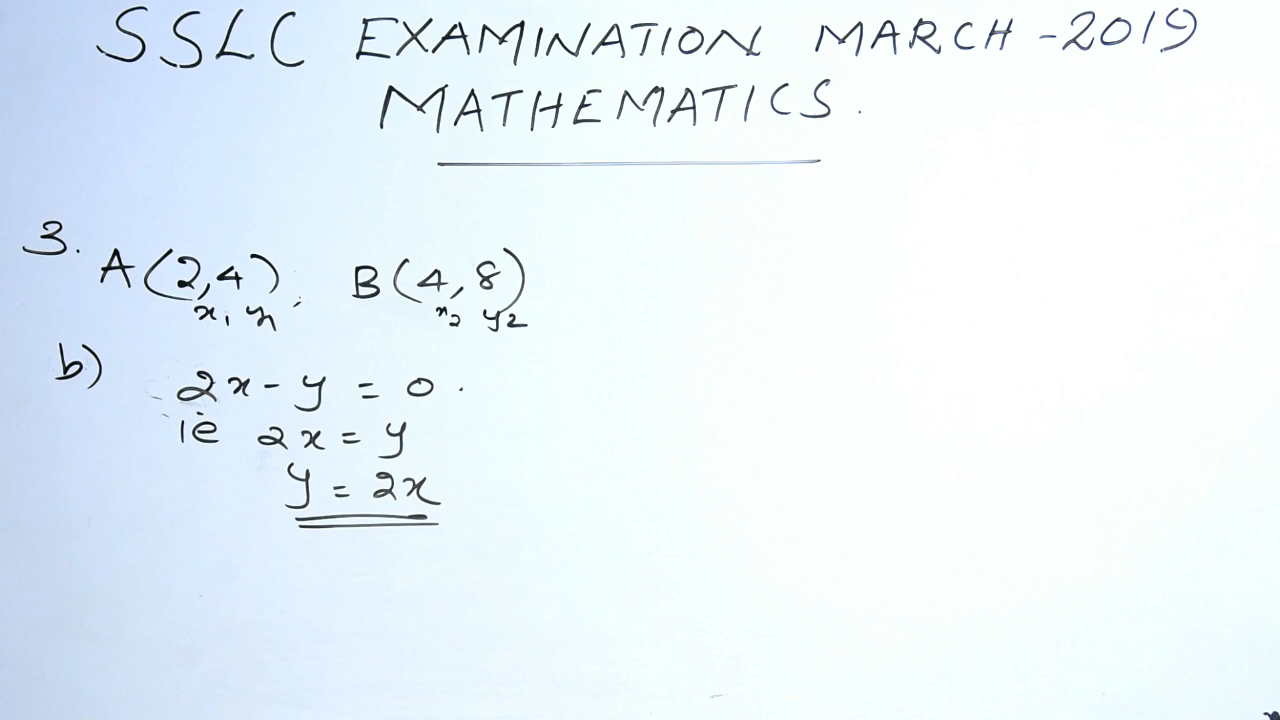 SSLC EXAMINATION MARCH -2019
MATHEMATICS.
3.
A(2,4), B(4,8)
x₁ y₁ x₂ y₂
b)
2x - y = 0.
ie 2x = y
y = 2x